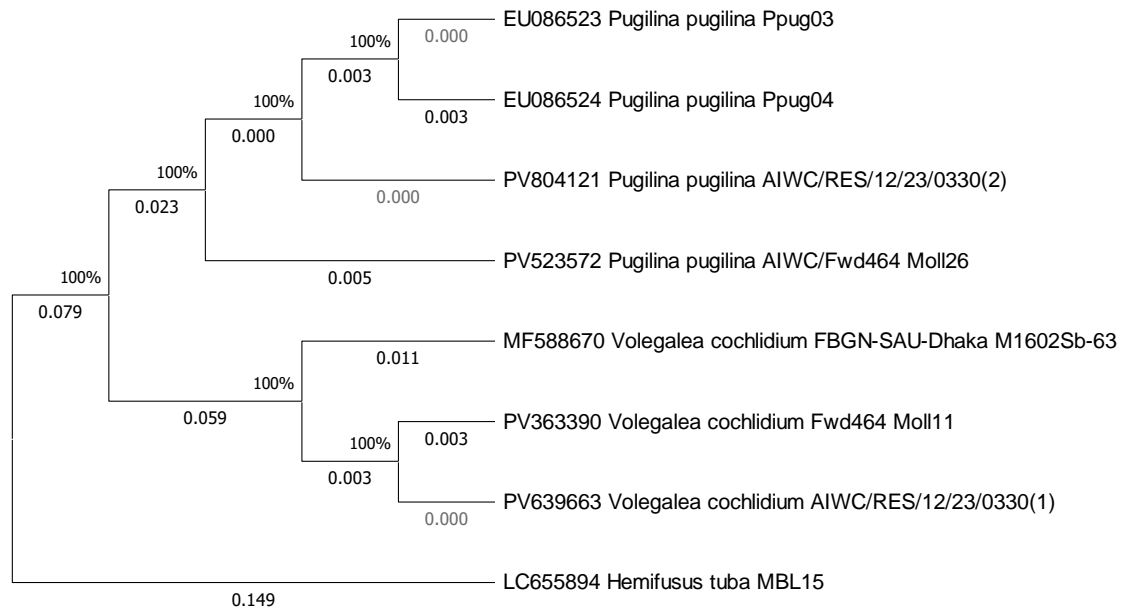 EU086523 Pugilina pugilina Ppug03
0.000
100%
0.003
EU086524 Pugilina pugilina Ppug04
0.003
100%
0.000
PV804121 Pugilina pugilina AIWC/RES/12/23/0330(2)
0.000
100%
0.023
PV523572 Pugilina pugilina AIWC/Fwd464 Moll26
0.005
100%
0.079
MF588670 Volegalea cochlidium FBGN-SAU-Dhaka M1602Sb-63
0.011
100%
0.059
PV363390 Volegalea cochlidium Fwd464 Moll11
0.003
100%
0.003
PV639663 Volegalea cochlidium AIWC/RES/12/23/0330(1)
0.000
LC655894 Hemifusus tuba MBL15
0.149